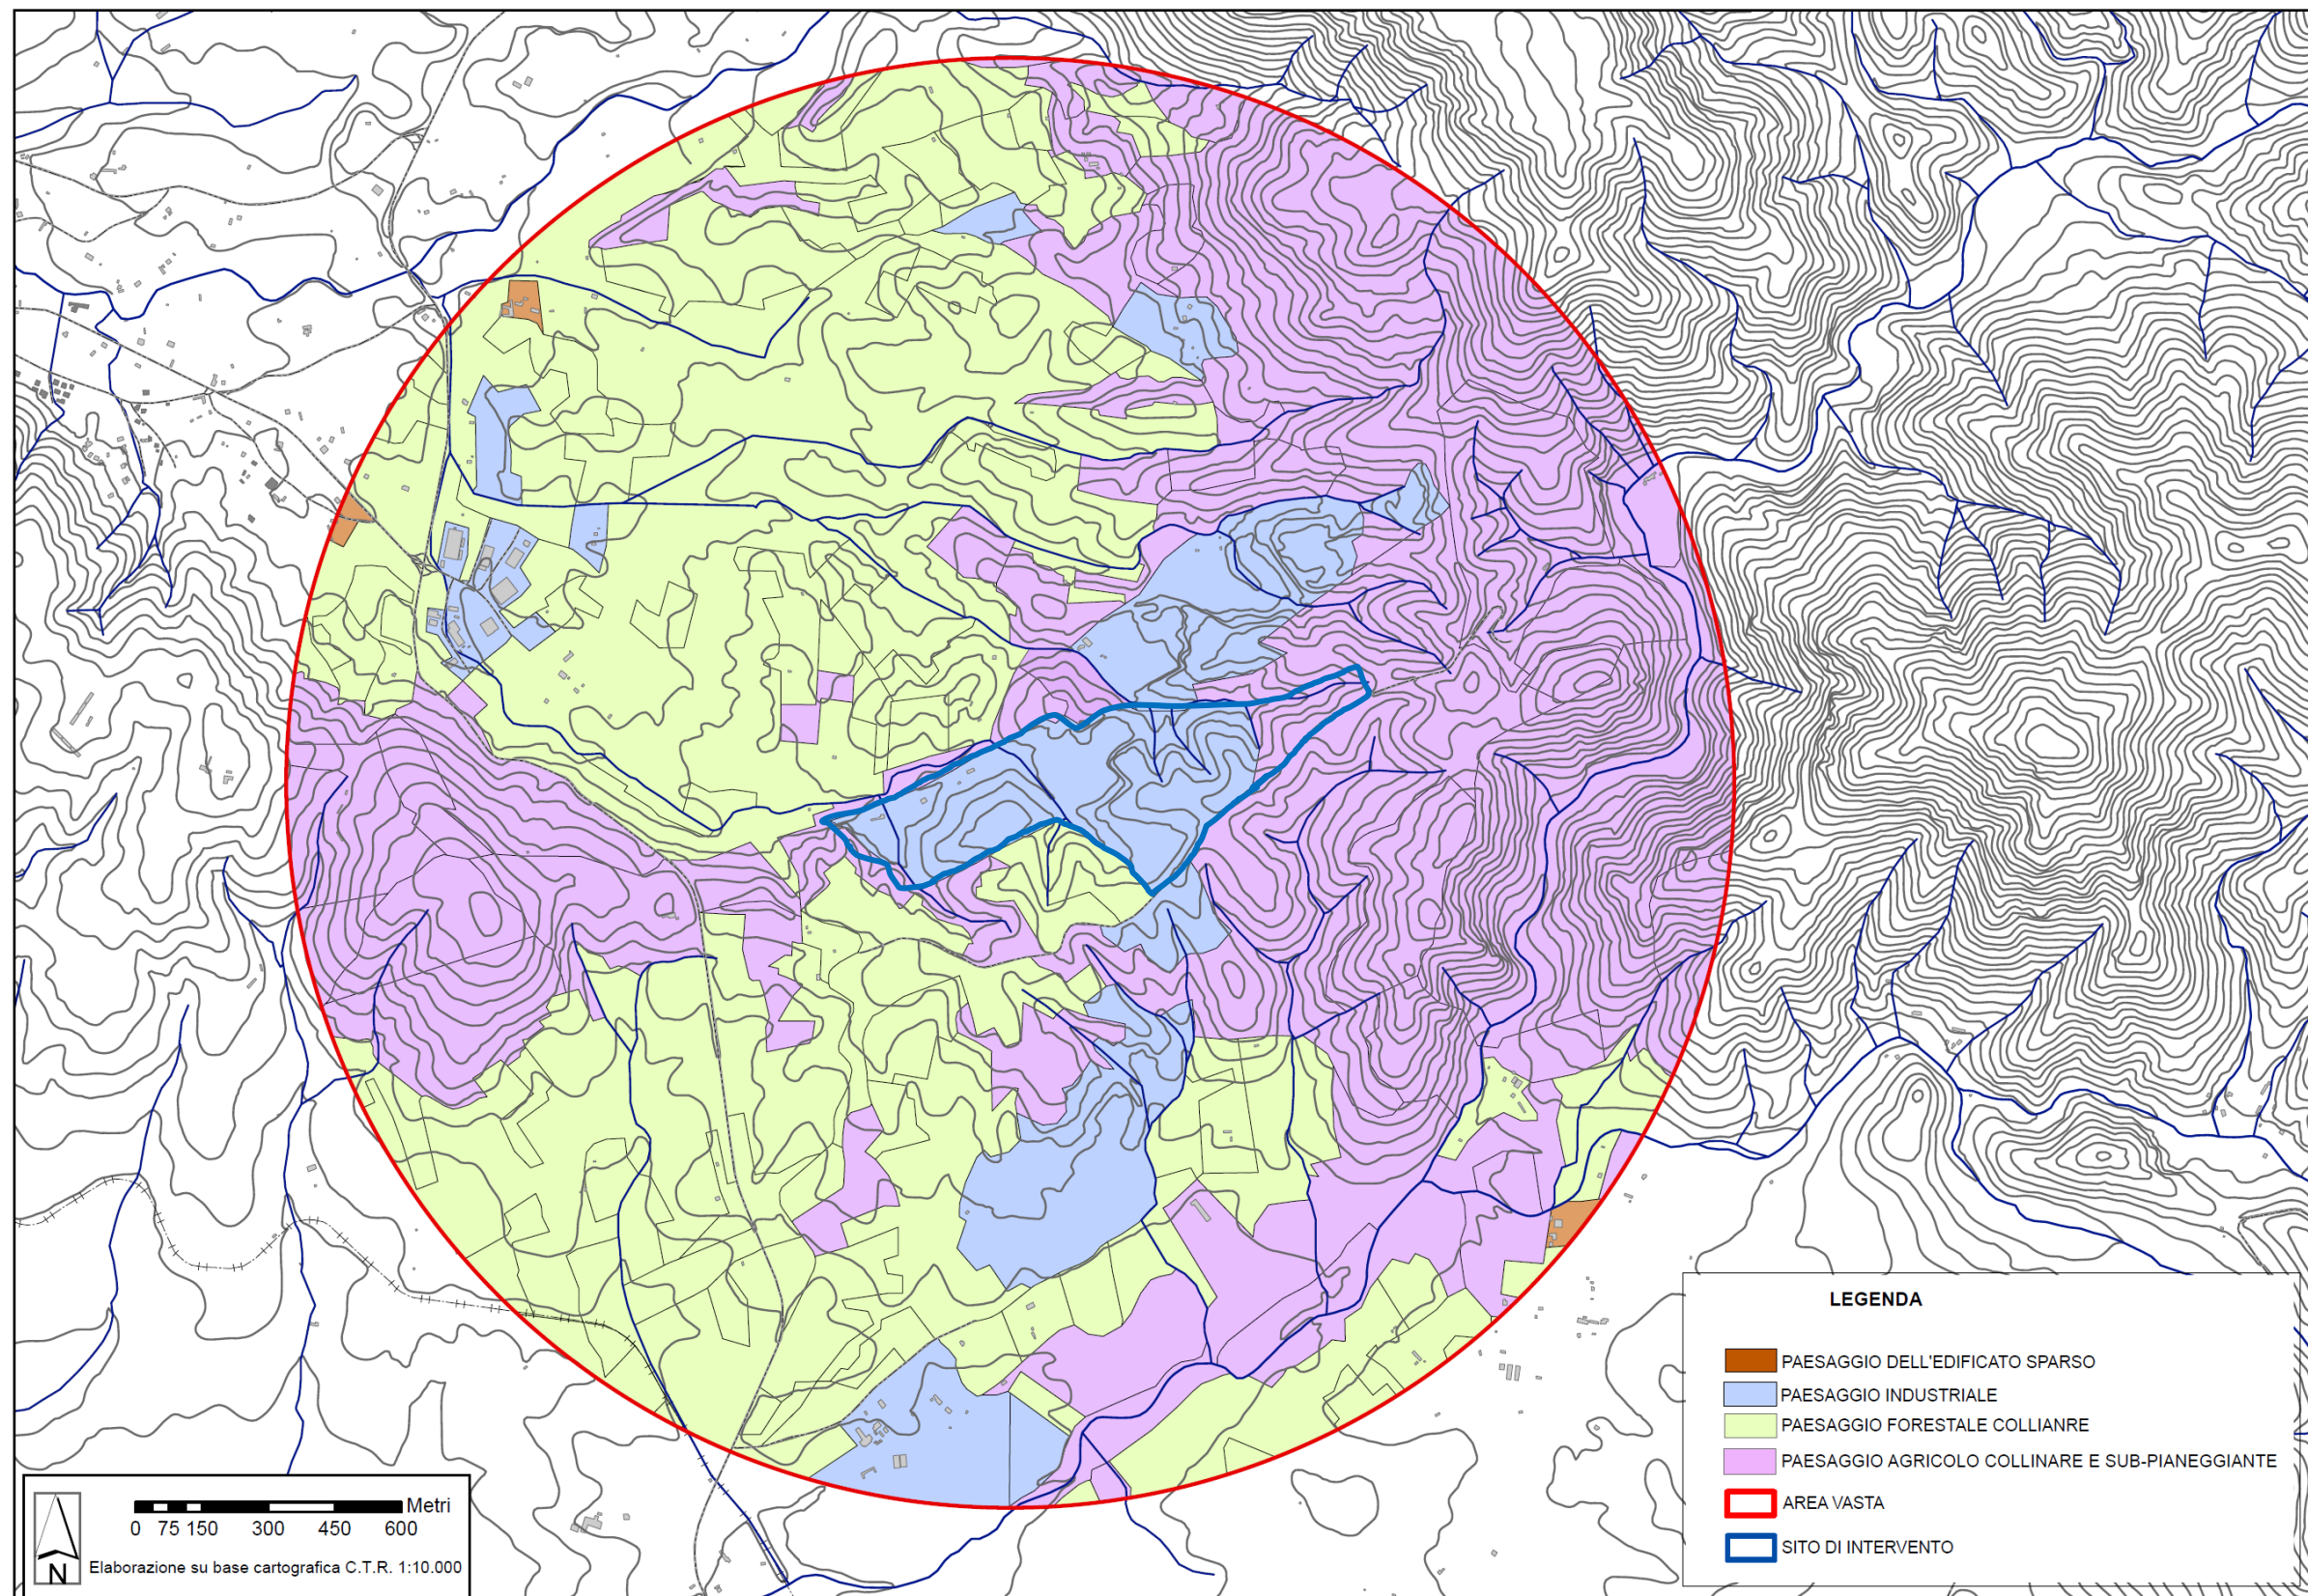 LEGENDA
PAESAGGIO DELL'EDIFICATO SPARSO
PAESAGGIO INDUSTRIALE
PAESAGGIO FORESTALE COLLIANRE
PAESAGGIO AGRICOLO COLLINARE E SUB-PIANEGGIANTE
AREA VASTA
SITO DI INTERVENTO
Metri
0 75 150 300 450 600
N
Elaborazione su base cartografica C.T.R. 1:10.000